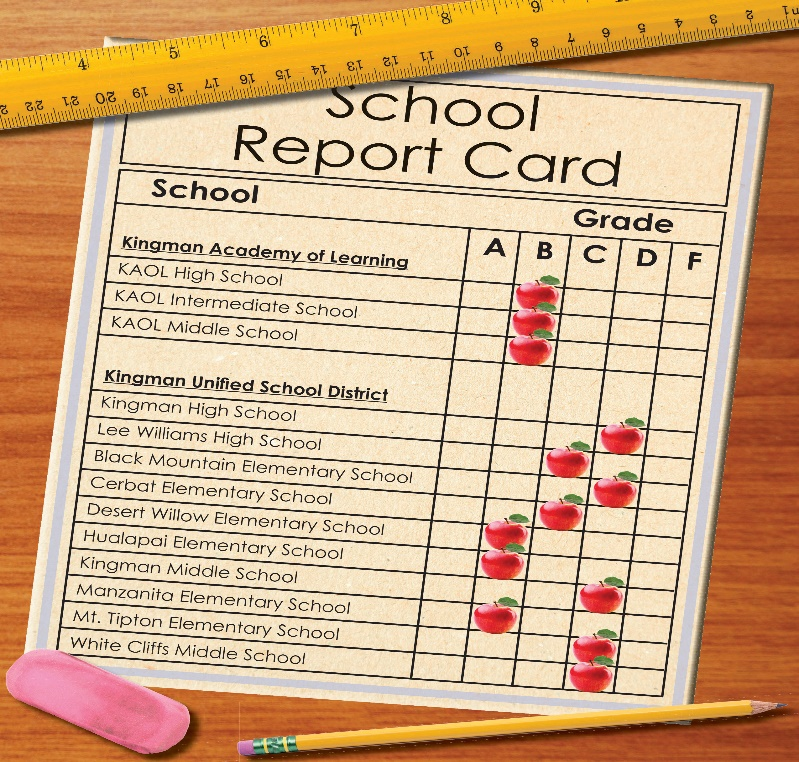 4 5 6 7 8 9
22 21 20 19 18 17 16 15 14 13 12 11 10 9 8 7 6 5 4 3 2
School
Report Card
School Grade
A B C D F
Kingman Academy of Learning
KAOL High School
KAOL Intermediate School
KAOL Middle School
Kingman Unified School District
Kingman High School
Lee Williams High School
Black Mountain Elementary School
Cerbat Elementary School
Desert Willow Elementary School
Hualapai Elementary School
Kingman Middle School
Manzanita Elementary School
Mt. Tipton Elementary School
White Cliffs Middle School